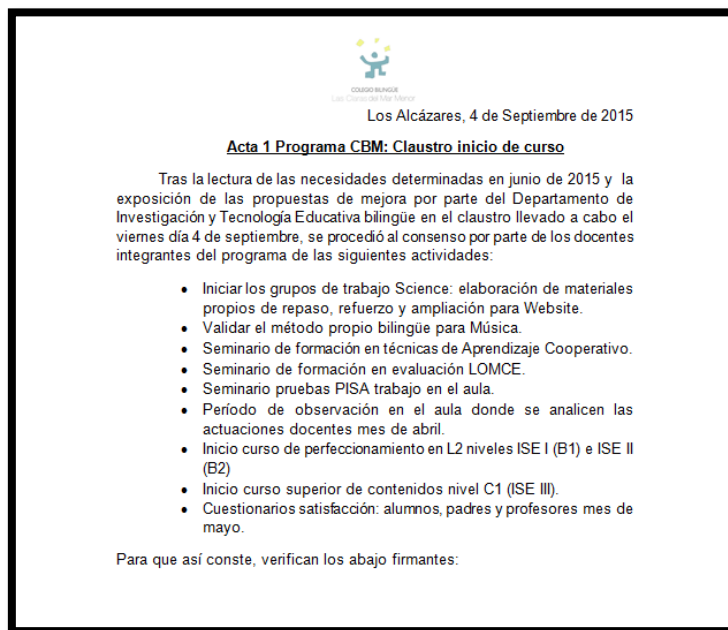 COLEGIO BILINGÜE
Las Claras del Mar Menor
Los Alcázares, 4 de Septiembre de 2015
Acta 1 Programa CBM: Claustro inicio de curso
Tras la lectura de las necesidades determinadas en junio de 2015 y la
exposición de las propuestas de mejora por parte del Departamento de
Investigación y Tecnología Educativa bilingüe en el claustro llevado a cabo el
viernes día 4 de septiembre, se procedió al consenso por parte de los docentes
integrantes del programa de las siguientes actividades:
• Iniciar los grupos de trabajo Science: elaboración de materiales
propios de repaso, refuerzo y ampliación para Website.
• Validar el método propio bilingüe para Música.
• Seminario de formación en técnicas de Aprendizaje Cooperativo.
• Seminario de formación en evaluación LOMCE.
• Seminario pruebas PISA trabajo en el aula.
• Período de observación en el aula donde se analicen las
actuaciones docentes mes de abril.
• Inicio curso de perfeccionamiento en L2 niveles ISE I (B1) e ISE II
(B2)
• Inicio curso superior de contenidos nivel C1 (ISE III).
• Cuestionarios satisfacción: alumnos, padres y profesores mes de
mayo.
Para que así conste, verifican los abajo firmantes: